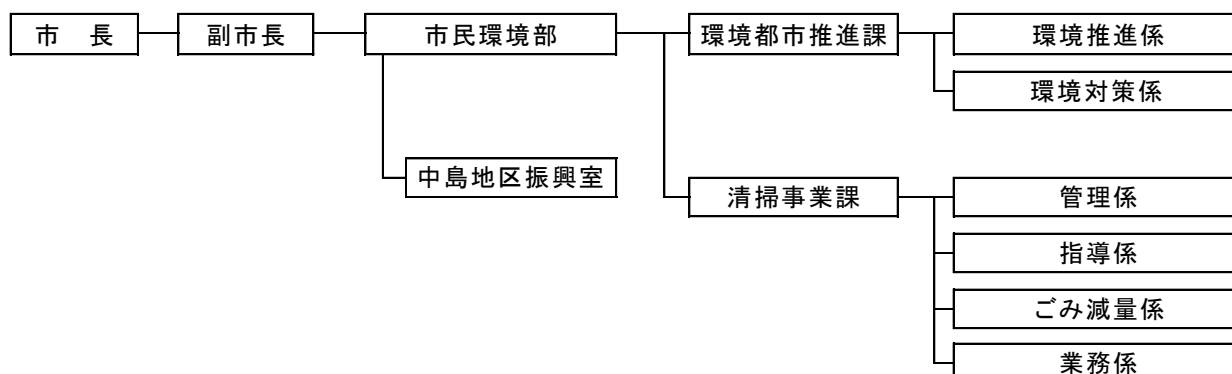 市　長
副市長
市民環境部
環境都市推進課
環境推進係
環境対策係
中島地区振興室
清掃事業課
管理係
指導係
ごみ減量係
業務係